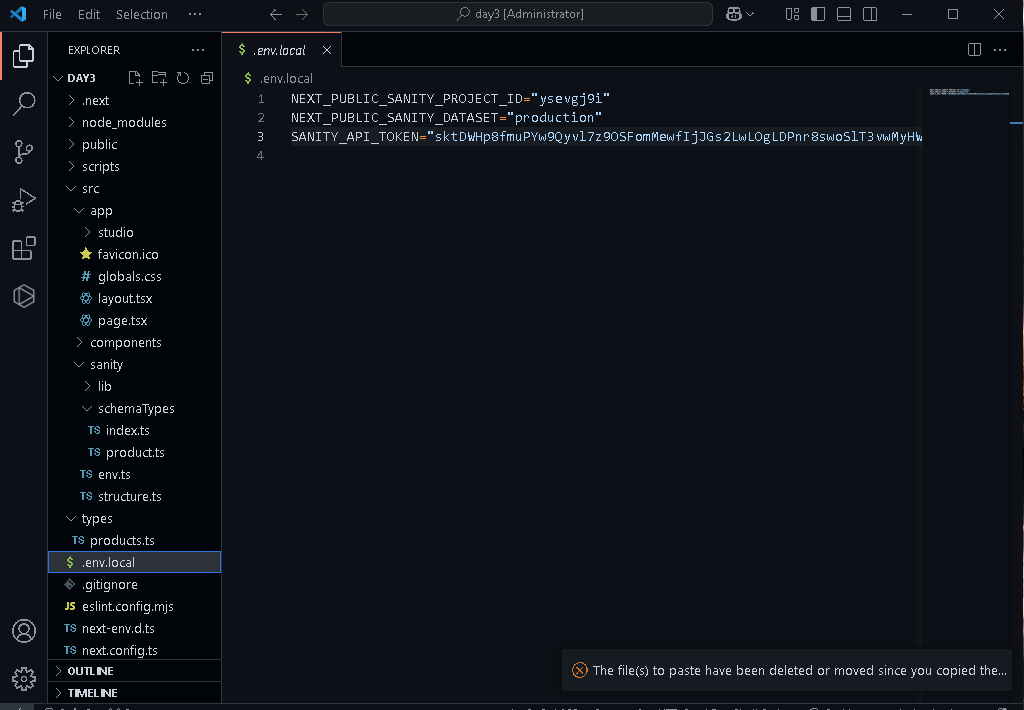 File Edit Selection ··· day3 [Administrator]
EXPLORER ···
DAY3
.next
node_modules
public
scripts
src
app
studio
favicon.ico
# globals.css
layout.tsx
page.tsx
components
sanity
lib
schemaTypes
TS index.ts
TS product.ts
TS env.ts
TS structure.ts
types
TS products.ts
$ .env.local
.gitignore
JS eslint.config.mjs
TS next-env.d.ts
TS next.config.ts
OUTLINE
TIMELINE
$ .env.local
$ .env.local
1 NEXT_PUBLIC_SANITY_PROJECT_ID="ysevgj9i"
2 NEXT_PUBLIC_SANITY_DATASET="production"
3 SANITY_API_TOKEN=
4
The file(s) to paste have been deleted or moved since you copied the...